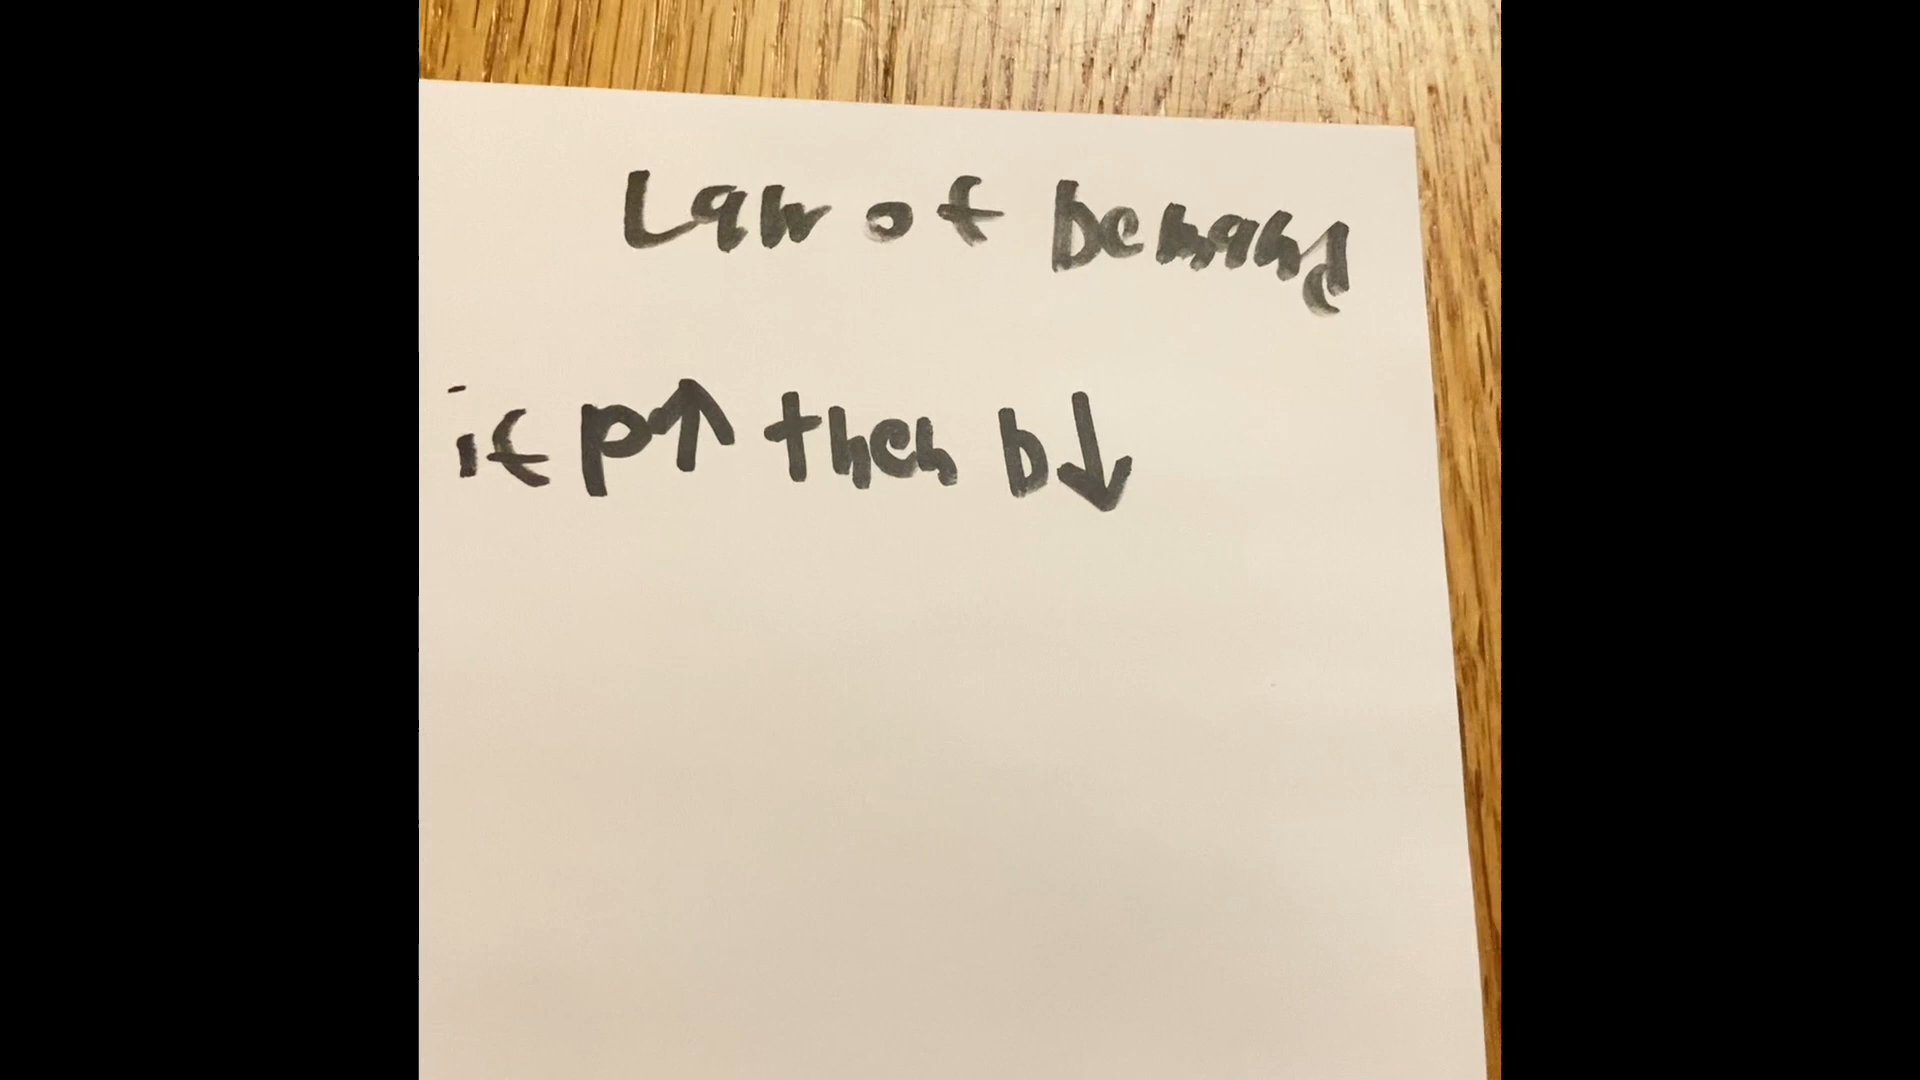 Law of Demand
if p↑ then D↓